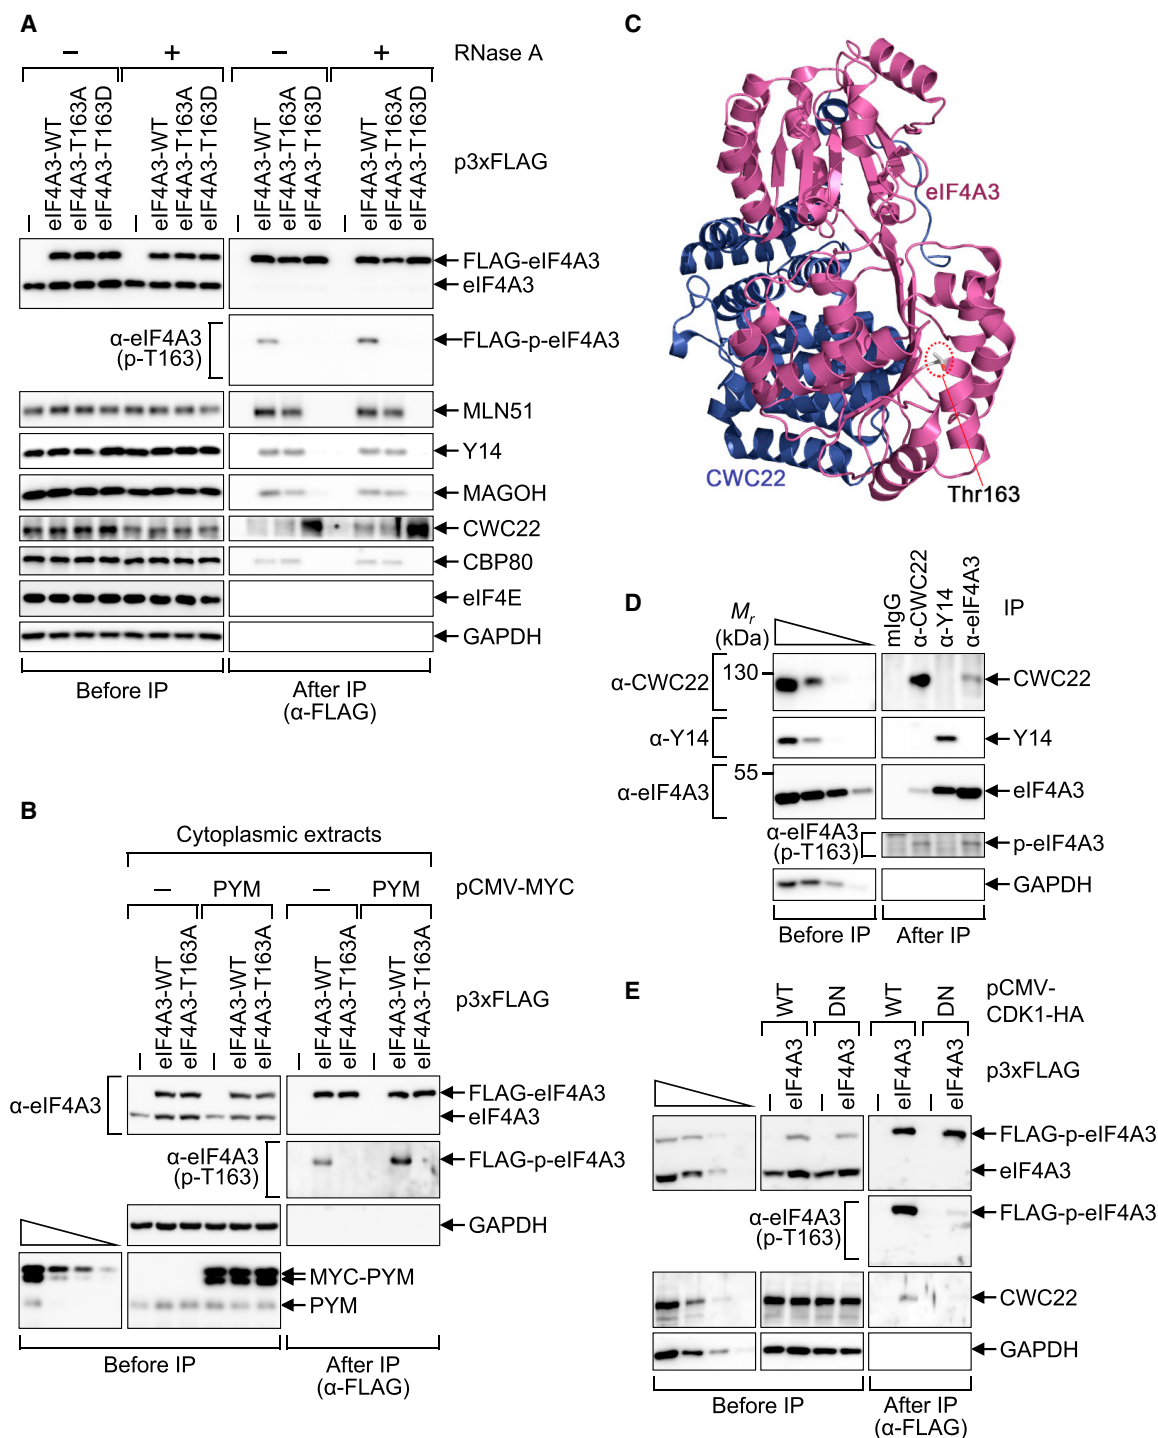 A
− + − + RNase A
– eIF4A3-WT eIF4A3-T163A eIF4A3-T163D – eIF4A3-WT eIF4A3-T163A eIF4A3-T163D – eIF4A3-WT eIF4A3-T163A eIF4A3-T163D – eIF4A3-WT eIF4A3-T163A eIF4A3-T163D p3xFLAG
FLAG-eIF4A3
eIF4A3
α-eIF4A3
(p-T163)
FLAG-p-eIF4A3
MLN51
Y14
MAGOH
CWC22
CBP80
eIF4E
GAPDH
Before IP
After IP
(α-FLAG)
B
Cytoplasmic extracts
− PYM − PYM pCMV-MYC
– eIF4A3-WT eIF4A3-T163A – eIF4A3-WT eIF4A3-T163A – eIF4A3-WT eIF4A3-T163A – eIF4A3-WT eIF4A3-T163A p3xFLAG
α-eIF4A3
FLAG-eIF4A3
eIF4A3
α-eIF4A3
(p-T163)
FLAG-p-eIF4A3
GAPDH
MYC-PYM
PYM
Before IP
After IP
(α-FLAG)
C
eIF4A3
CWC22
Thr163
D
Mr
(kDa)
mIgG α-CWC22 α-Y14 α-eIF4A3 IP
α-CWC22 130 CWC22
α-Y14 Y14
55
α-eIF4A3 eIF4A3
α-eIF4A3
(p-T163)
p-eIF4A3
GAPDH
Before IP After IP
E
WT DN WT DN pCMV-
CDK1-HA
– eIF4A3 – eIF4A3 – eIF4A3 – eIF4A3 p3xFLAG
FLAG-p-eIF4A3
eIF4A3
α-eIF4A3
(p-T163)
FLAG-p-eIF4A3
CWC22
GAPDH
Before IP
After IP
(α-FLAG)